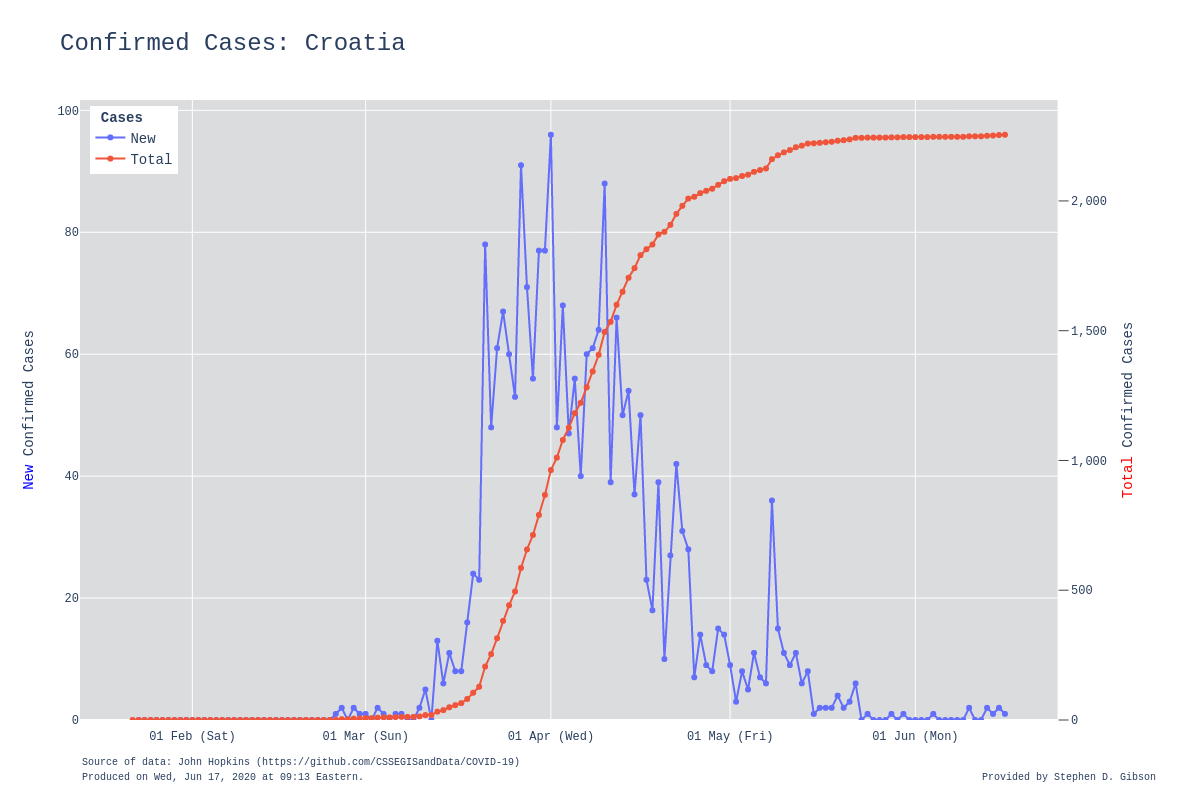 Confirmed Cases: Croatia
Cases
New
Total
100
80
60
40
20
0
New Confirmed Cases
2,000
1,500
1,000
500
0
Total Confirmed Cases
01 Feb (Sat)
01 Mar (Sun)
01 Apr (Wed)
01 May (Fri)
01 Jun (Mon)
Source of data: John Hopkins (https://github.com/CSSEGISandData/COVID-19)
Produced on Wed, Jun 17, 2020 at 09:13 Eastern.
Provided by Stephen D. Gibson